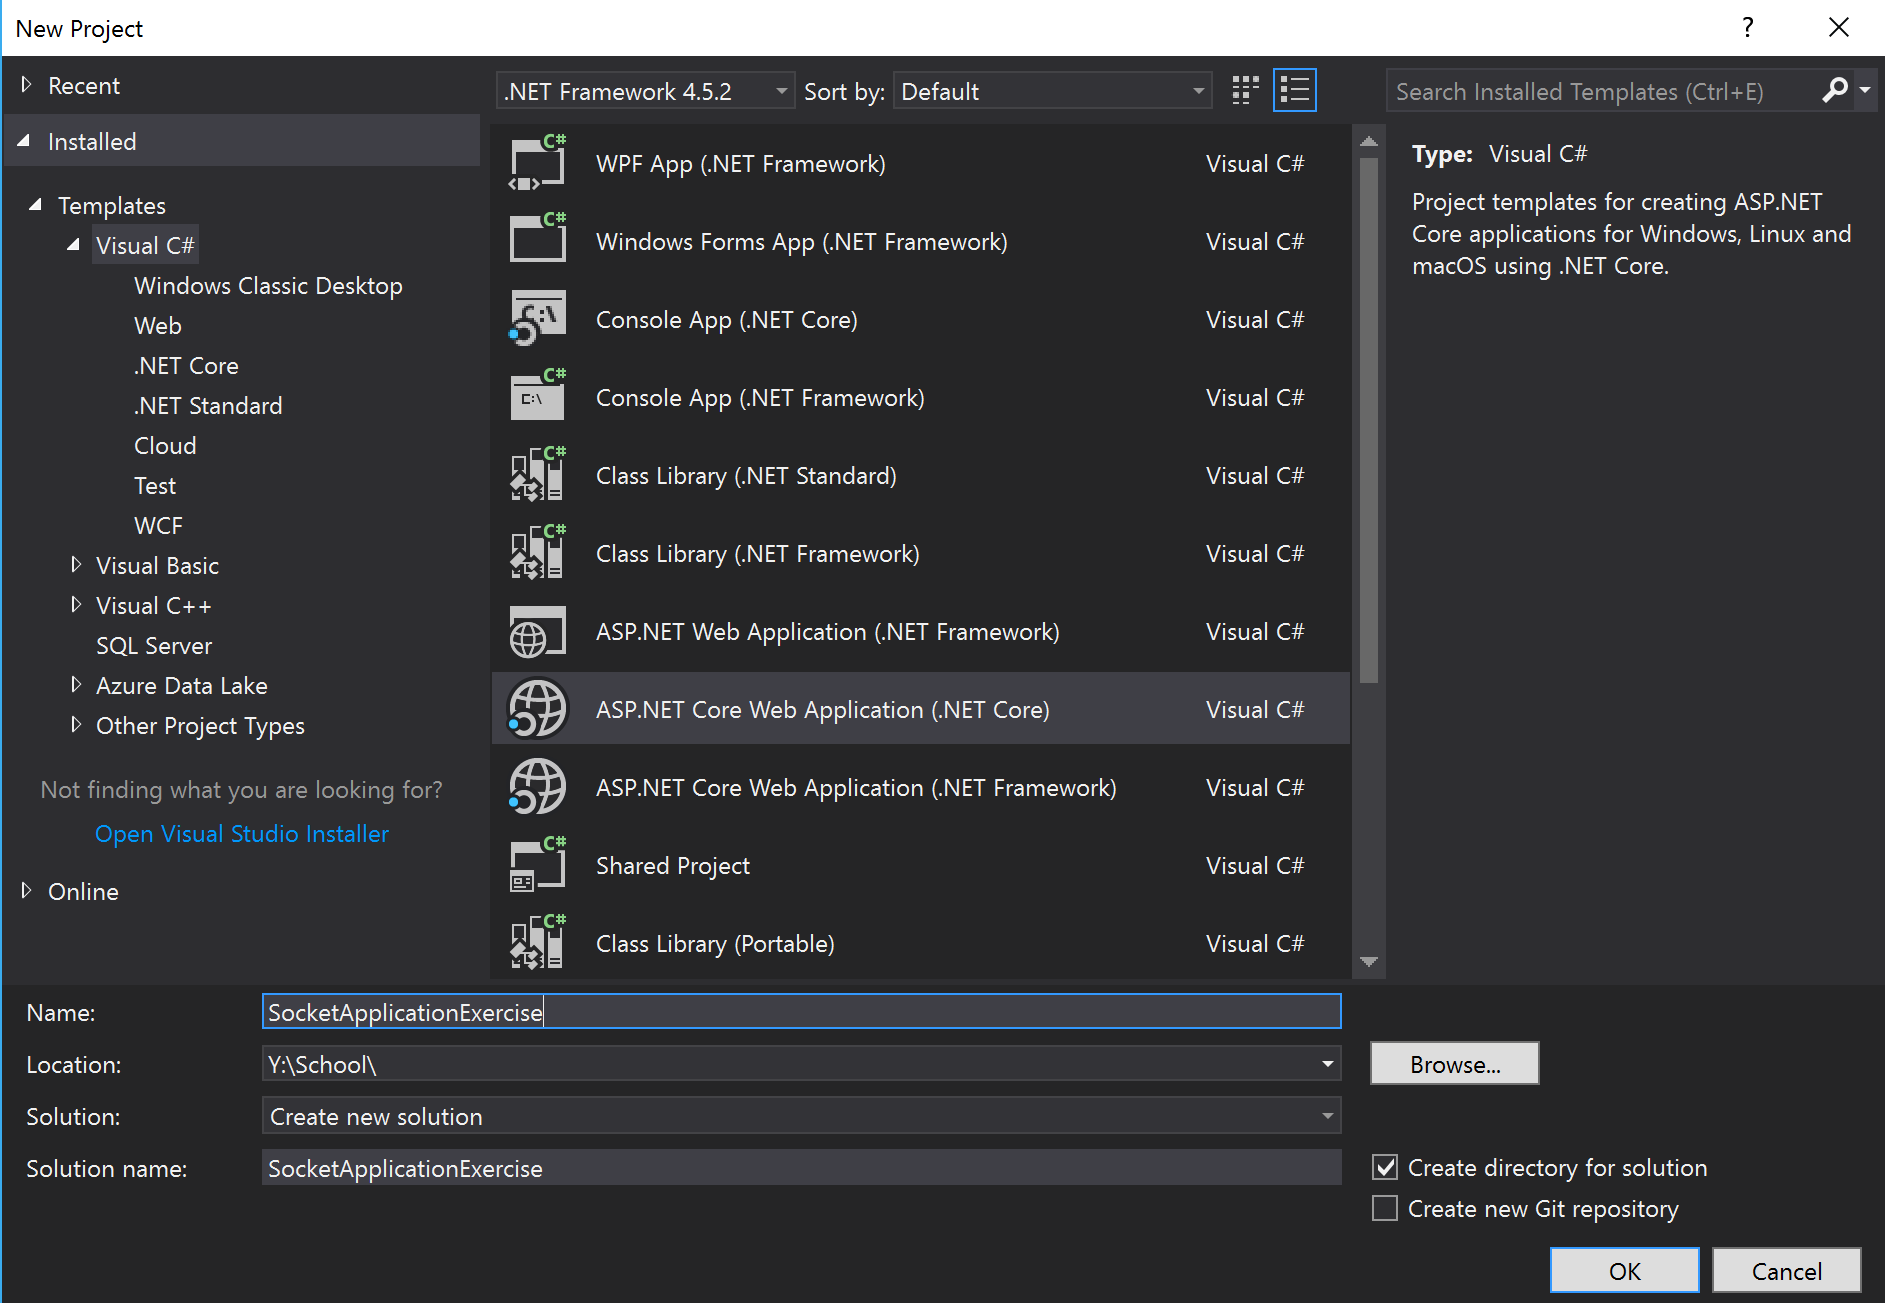 New Project
?
Recent
Installed
Templates
Visual C#
Windows Classic Desktop
Web
.NET Core
.NET Standard
Cloud
Test
WCF
Visual Basic
Visual C++
SQL Server
Azure Data Lake
Other Project Types
Not finding what you are looking for?
Open Visual Studio Installer
Online
.NET Framework 4.5.2 Sort by: Default
WPF App (.NET Framework) Visual C#
Windows Forms App (.NET Framework) Visual C#
Console App (.NET Core) Visual C#
Console App (.NET Framework) Visual C#
Class Library (.NET Standard) Visual C#
Class Library (.NET Framework) Visual C#
ASP.NET Web Application (.NET Framework) Visual C#
ASP.NET Core Web Application (.NET Core) Visual C#
ASP.NET Core Web Application (.NET Framework) Visual C#
Shared Project Visual C#
Class Library (Portable) Visual C#
Search Installed Templates (Ctrl+E)
Type: Visual C#
Project templates for creating ASP.NET
Core applications for Windows, Linux and
macOS using .NET Core.
Name: SocketApplicationExercise
Location: Y:\School\
Browse...
Solution: Create new solution
Solution name: SocketApplicationExercise
Create directory for solution
Create new Git repository
OK Cancel